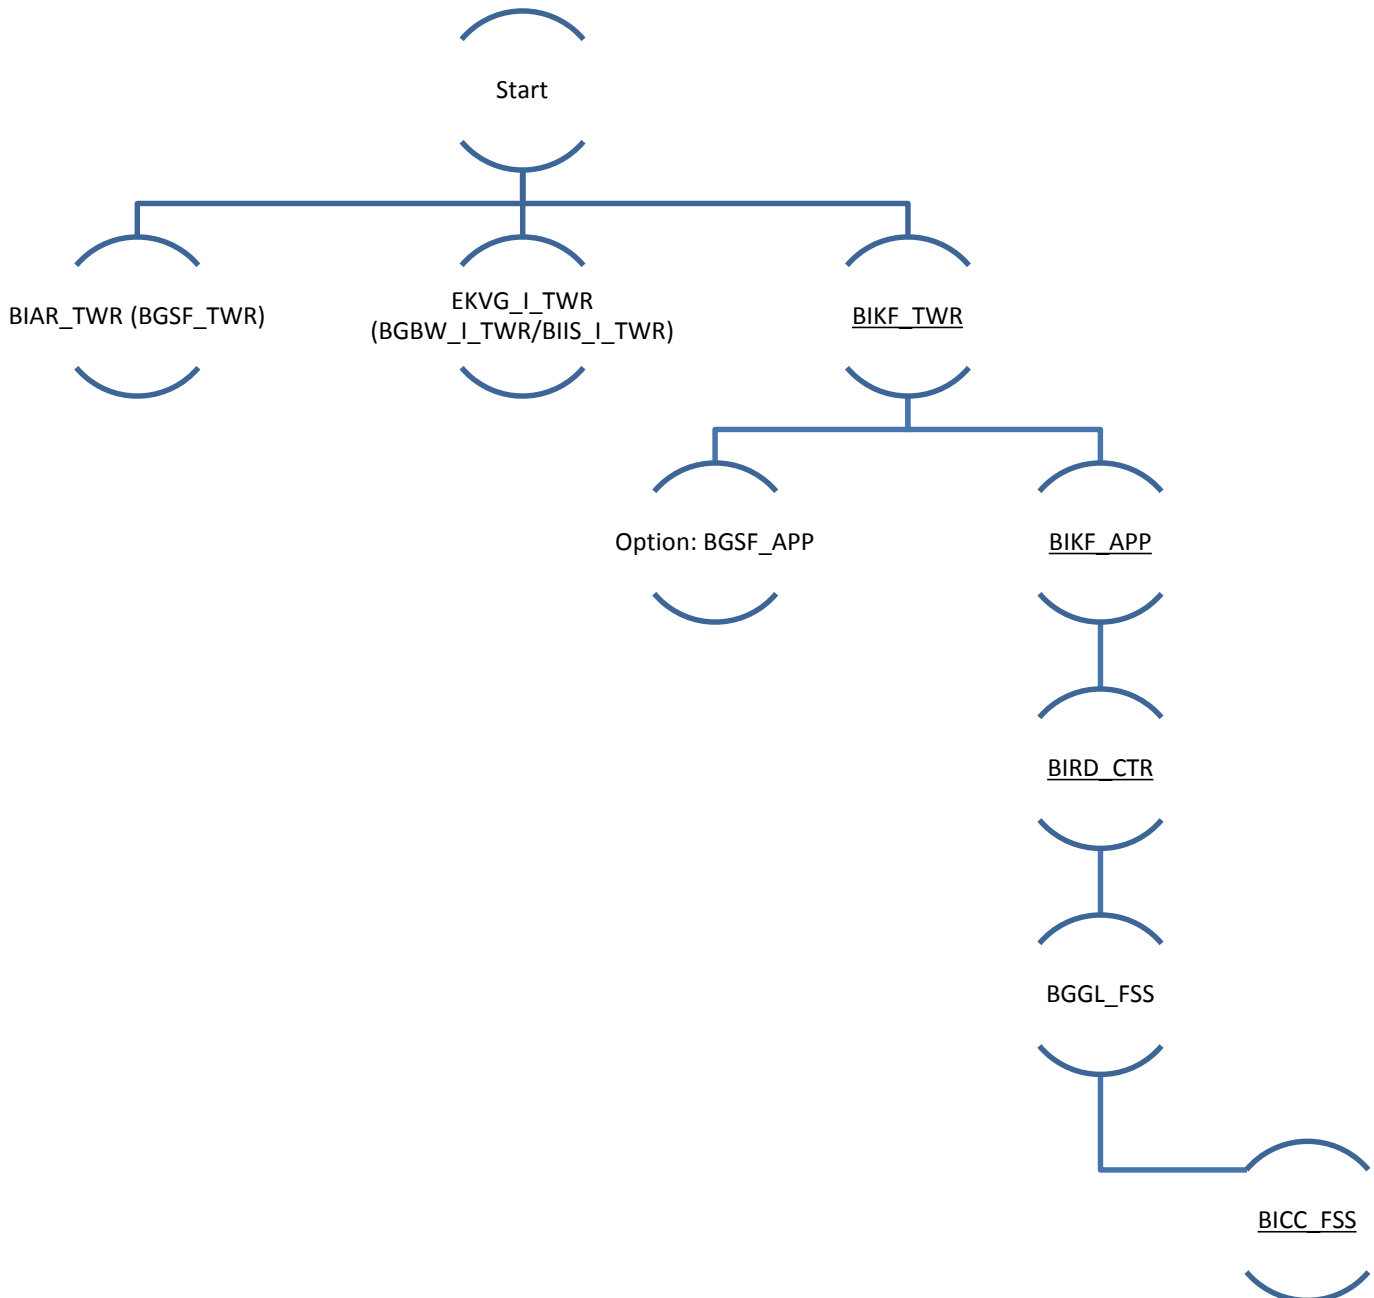 Start
BIAR_TWR (BGSF_TWR)
EKVG_I_TWR
(BGBW_I_TWR/BIIS_I_TWR)
BIKF_TWR
Option: BGSF_APP
BIKF_APP
BIRD_CTR
BGGL_FSS
BICC_FSS